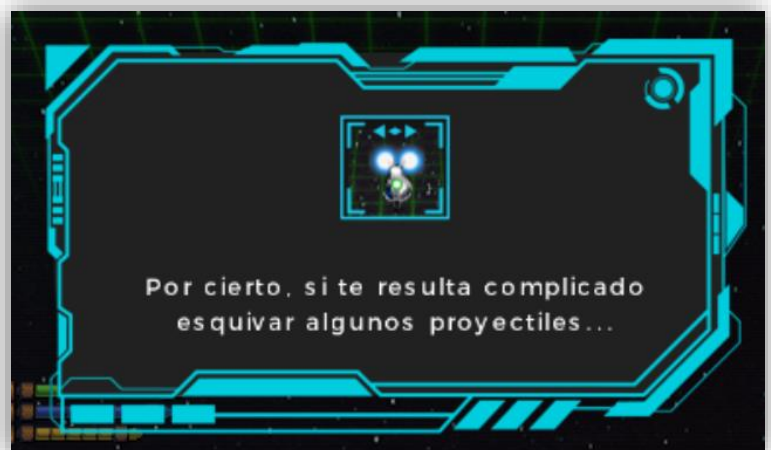 Por cierto, si te resulta complicado
esquivar algunos proyectiles...